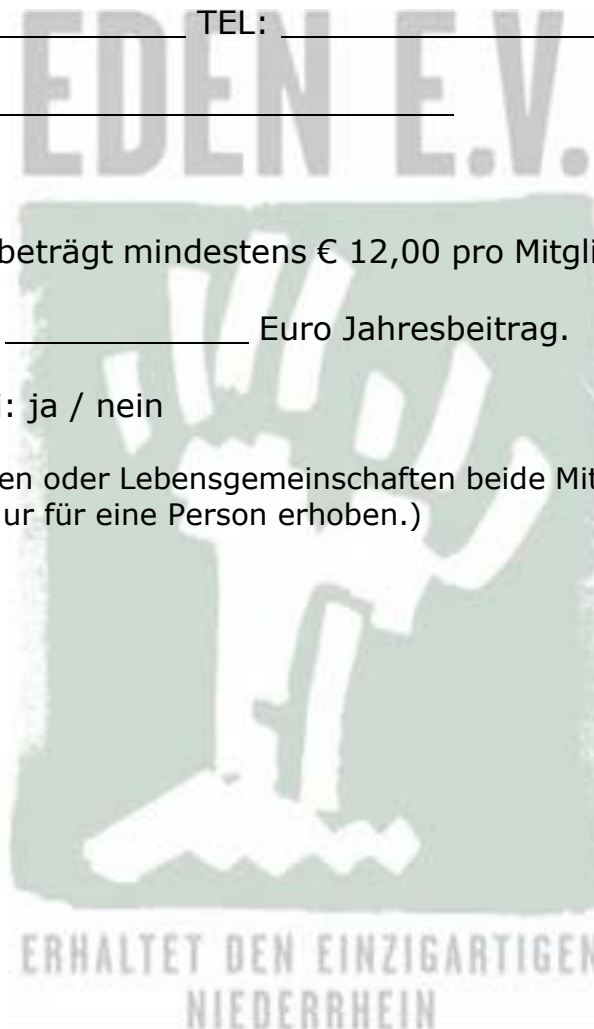 TEL:
EDEN E.V.
beträgt mindestens € 12,00 pro Mitgli
Euro Jahresbeitrag.
: ja / nein
en oder Lebensgemeinschaften beide Mit
ur für eine Person erhoben.)
ERHALTET DEN EINZIGARTIGEN
NIEDERRHEIN